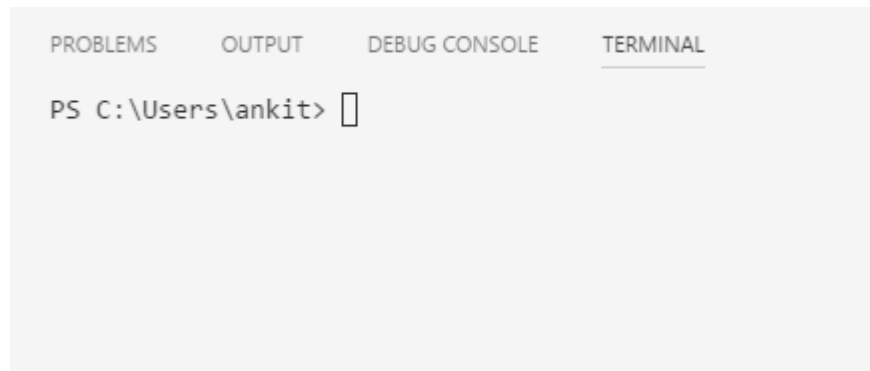 PROBLEMS OUTPUT DEBUG CONSOLE TERMINAL
PS C:\Users\ankit>